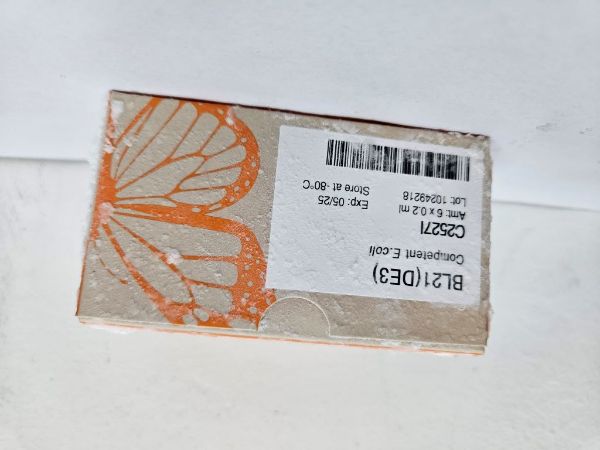 BL21(DE3)
Competent E.coli
C2527I
Amt: 6 x 0.2 ml
Lot: 10249218
Exp: 05/25
Store at -80°C